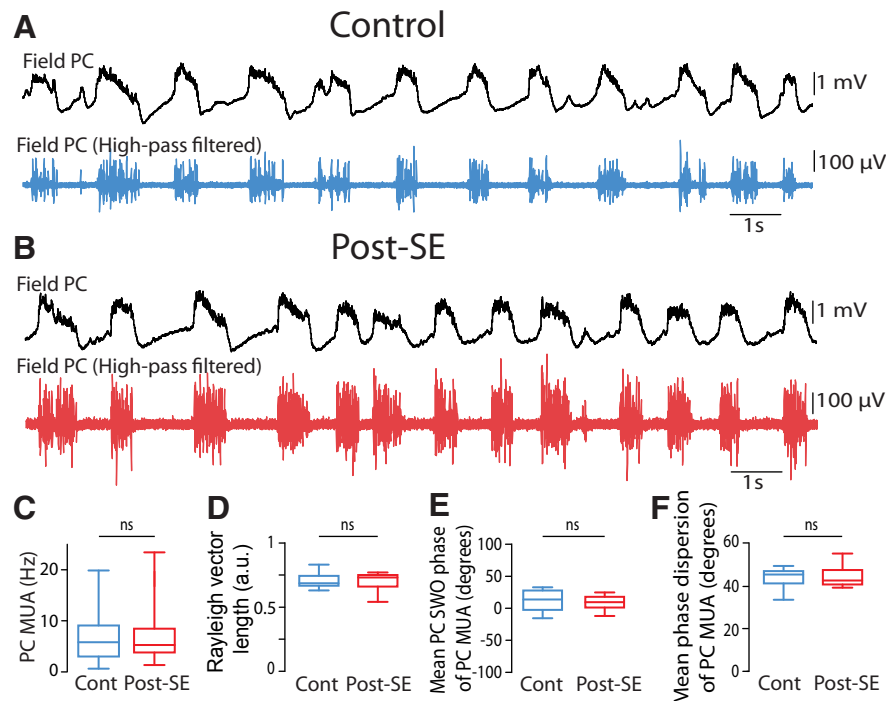 A
Control
Field PC
1 mV
Field PC (High-pass filtered)
100 µV
1s
B
Post-SE
Field PC
1 mV
Field PC (High-pass filtered)
100 µV
1s
C
ns
PC MUA (Hz)
20
10
0
Cont Post-SE
D
ns
Rayleigh vector
length (a.u.)
1
0.5
0
Cont Post-SE
E
ns
Mean PC SWO phase
of PC MUA (degrees)
100
50
0
-50
-100
Cont Post-SE
F
ns
Mean phase dispersion
of PC MUA (degrees)
60
40
20
0
Cont Post-SE